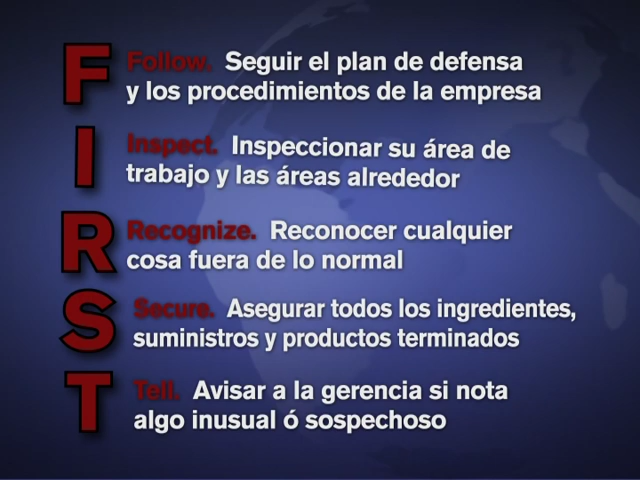 F Follow. Seguir el plan de defensa
y los procedimientos de la empresa
I Inspect. Inspeccionar su área de
trabajo y las áreas alrededor
R Recognize. Reconocer cualquier
cosa fuera de lo normal
S Secure. Asegurar todos los ingredientes,
suministros y productos terminados
T Tell. Avisar a la gerencia si nota
algo inusual ó sospechoso